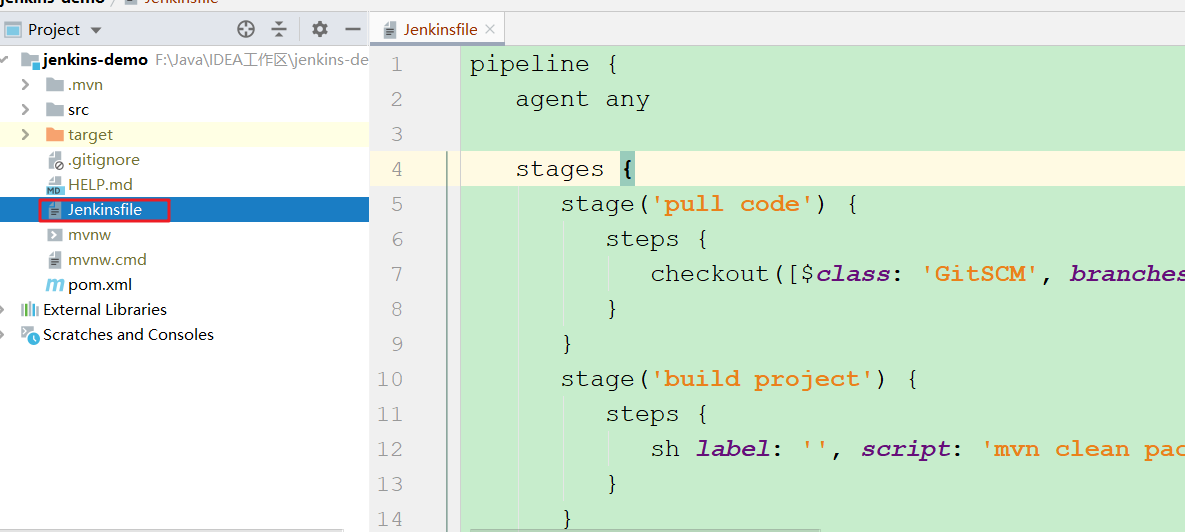 jenkins-demo Jenkinsfile
Project
jenkins-demo F:\Java\IDEA工作区\jenkins-de
.mvn
src
target
.gitignore
HELP.md
Jenkinsfile
mvnw
mvnw.cmd
pom.xml
External Libraries
Scratches and Consoles
Jenkinsfile
1 pipeline {
2 agent any
3
4 stages {
5 stage('pull code') {
6 steps {
7 checkout([$class: 'GitSCM', branches
8 }
9 }
10 stage('build project') {
11 steps {
12 sh label: '', script: 'mvn clean pac
13 }
14 }